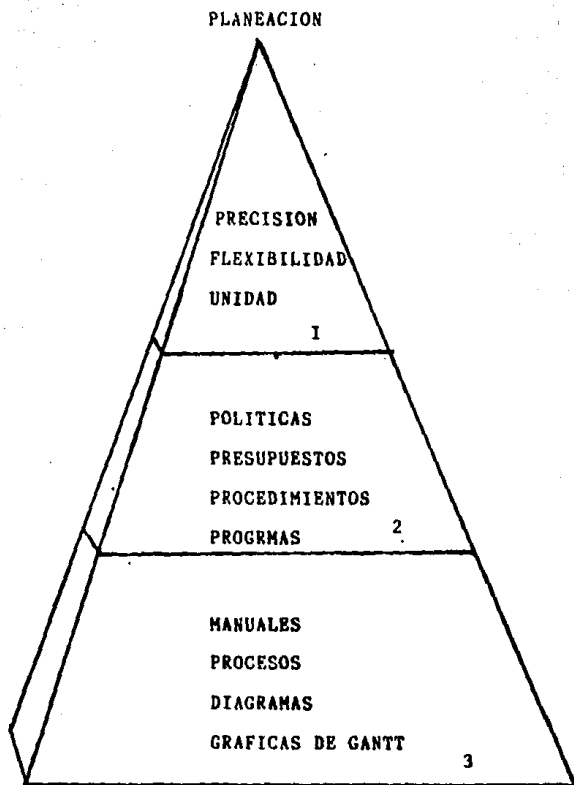 PLANEACION
PRECISION
FLEXIBILIDAD
UNIDAD
I
POLITICAS
PRESUPUESTOS
PROCEDIMIENTOS
PROGRMAS
2
MANUALES
PROCESOS
DIAGRAMAS
GRAFICAS DE GANTT
3